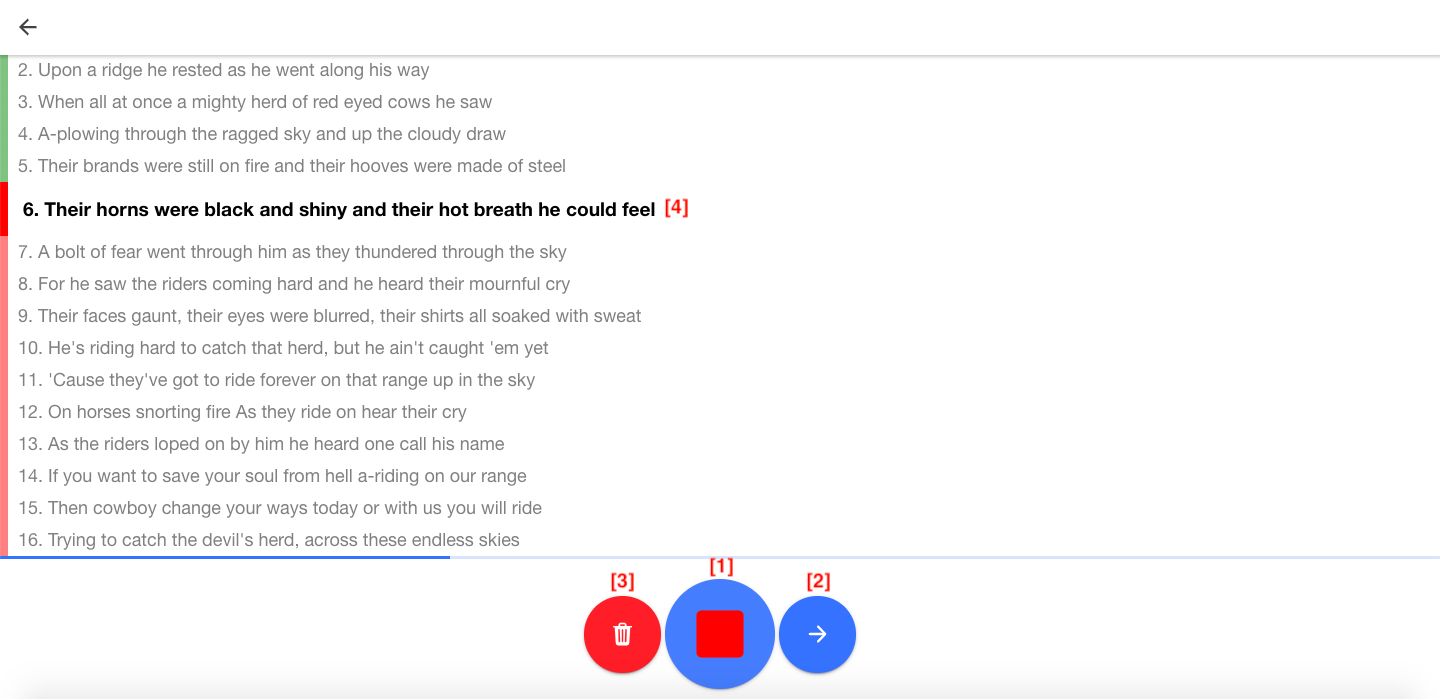 2. Upon a ridge he rested as he went along his way
3. When all at once a mighty herd of red eyed cows he saw
4. A-plowing through the ragged sky and up the cloudy draw
5. Their brands were still on fire and their hooves were made of steel
6. Their horns were black and shiny and their hot breath he could feel [4]
7. A bolt of fear went through him as they thundered through the sky
8. For he saw the riders coming hard and he heard their mournful cry
9. Their faces gaunt, their eyes were blurred, their shirts all soaked with sweat
10. He's riding hard to catch that herd, but he ain't caught 'em yet
11. 'Cause they've got to ride forever on that range up in the sky
12. On horses snorting fire As they ride on hear their cry
13. As the riders loped on by him he heard one call his name
14. If you want to save your soul from hell a-riding on our range
15. Then cowboy change your ways today or with us you will ride
16. Trying to catch the devil's herd, across these endless skies
[3] [1] [2]